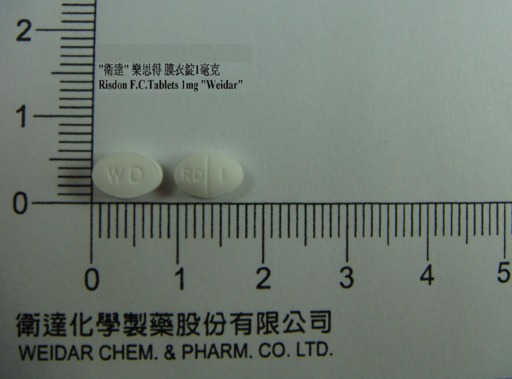 2
"衛達" 樂思得 膜衣錠1毫克
Risdon F.C.Tablets 1mg "Weidar"
1
WD RD 1
0
0 1 2 3 4 5
衛達化學製藥股份有限公司
WEIDAR CHEM. & PHARM. CO. LTD.